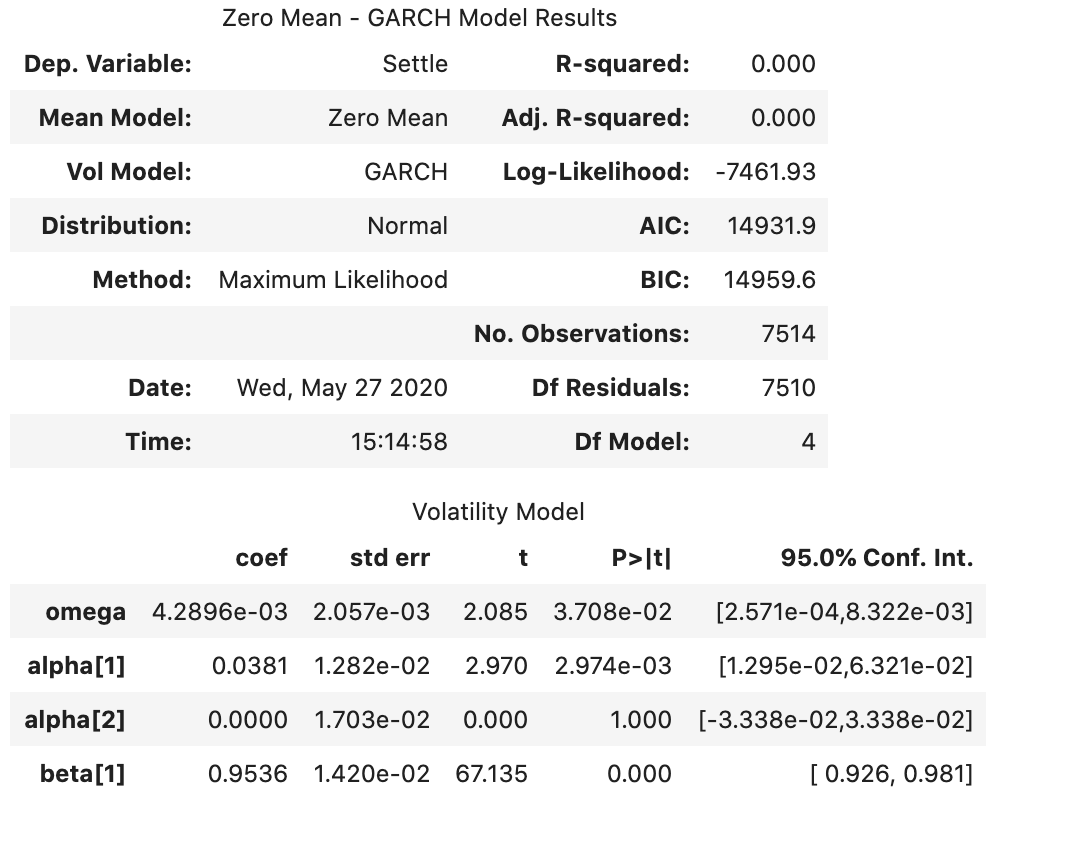 Zero Mean - GARCH Model Results
Dep. Variable: Settle R-squared: 0.000
Mean Model: Zero Mean Adj. R-squared: 0.000
Vol Model: GARCH Log-Likelihood: -7461.93
Distribution: Normal AIC: 14931.9
Method: Maximum Likelihood BIC: 14959.6
No. Observations: 7514
Date: Wed, May 27 2020 Df Residuals: 7510
Time: 15:14:58 Df Model: 4
Volatility Model
coef std err t P>|t| 95.0% Conf. Int.
omega 4.2896e-03 2.057e-03 2.085 3.708e-02 [2.571e-04,8.322e-03]
alpha[1] 0.0381 1.282e-02 2.970 2.974e-03 [1.295e-02,6.321e-02]
alpha[2] 0.0000 1.703e-02 0.000 1.000 [-3.338e-02,3.338e-02]
beta[1] 0.9536 1.420e-02 67.135 0.000 [ 0.926, 0.981]